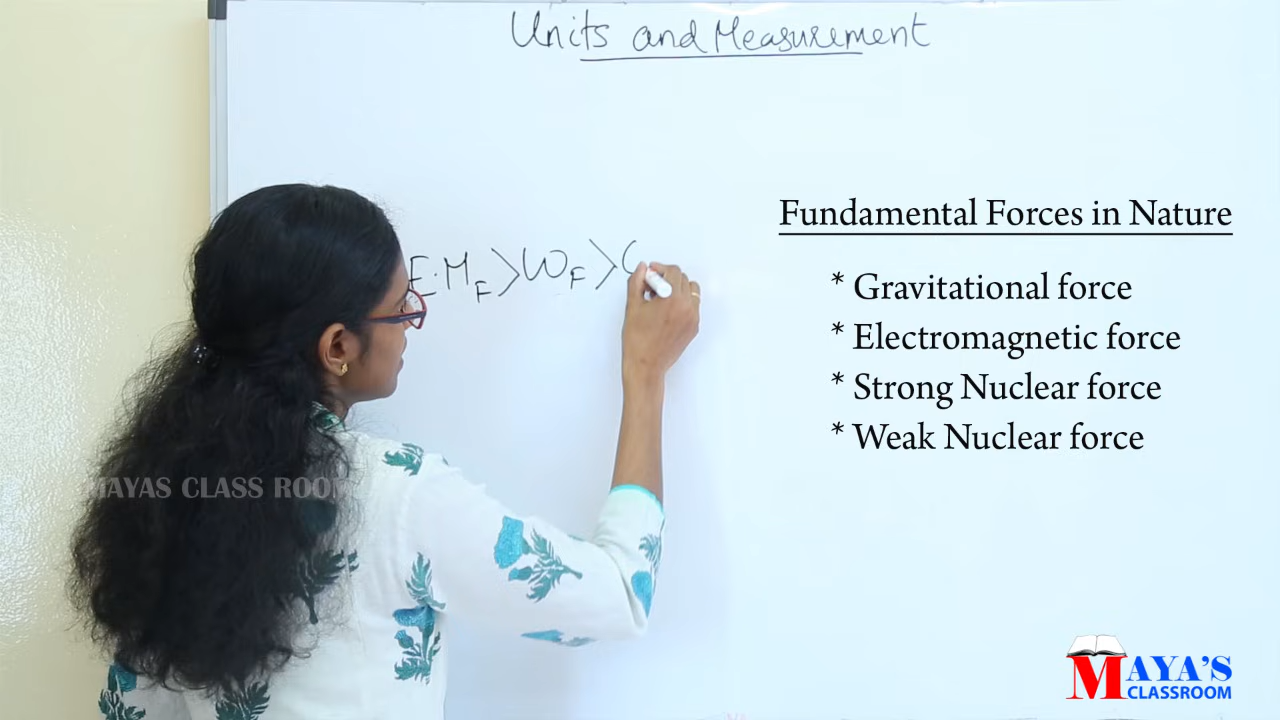 Units and Measurement
Fundamental Forces in Nature
E.M_F > W_F > G
* Gravitational force
* Electromagnetic force
* Strong Nuclear force
* Weak Nuclear force
MAYAS CLASS ROOM
MAYA'S
CLASSROOM